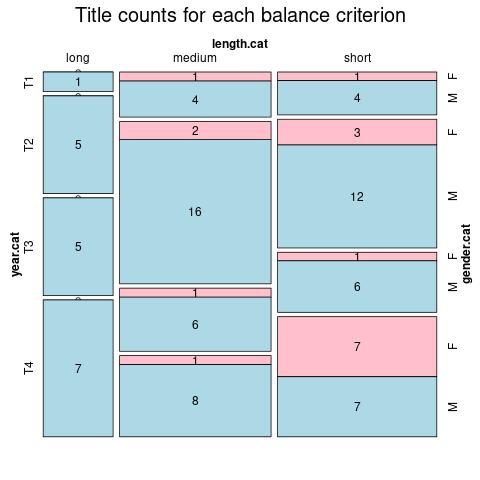 Title counts for each balance criterion
length.cat
long medium short
year.cat
T1
T2
T3
T4
1
5
5
7
1
4
2
16
1
6
1
8
1
4
3
12
1
6
7
7
F
M
F
M
F
M
F
M
gender.cat